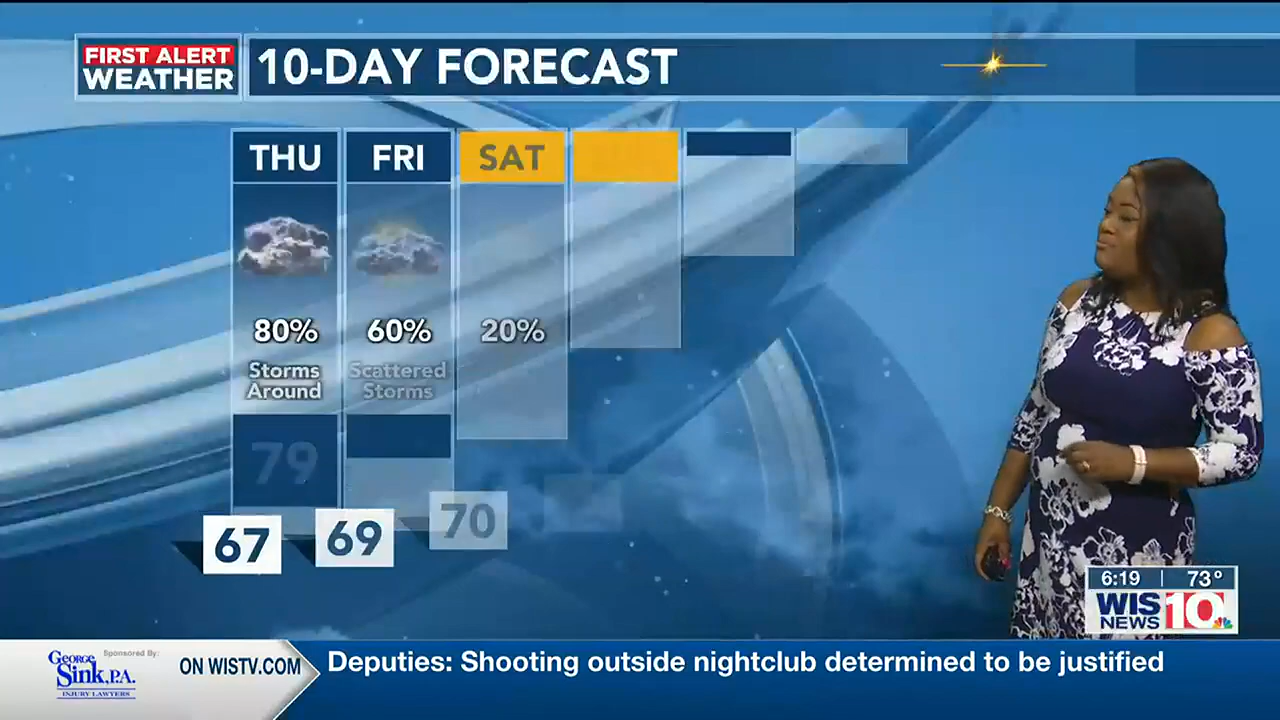 FIRST ALERT
WEATHER
10-DAY FORECAST
THU
FRI
SAT
80%
60%
20%
Storms
Around
Scattered
Storms
79
67
69
70
6:19
73°
WIS
NEWS
10
George
Sink, P.A.
INJURY LAWYERS
Sponsored By:
ON WISTV.COM
Deputies: Shooting outside nightclub determined to be justified